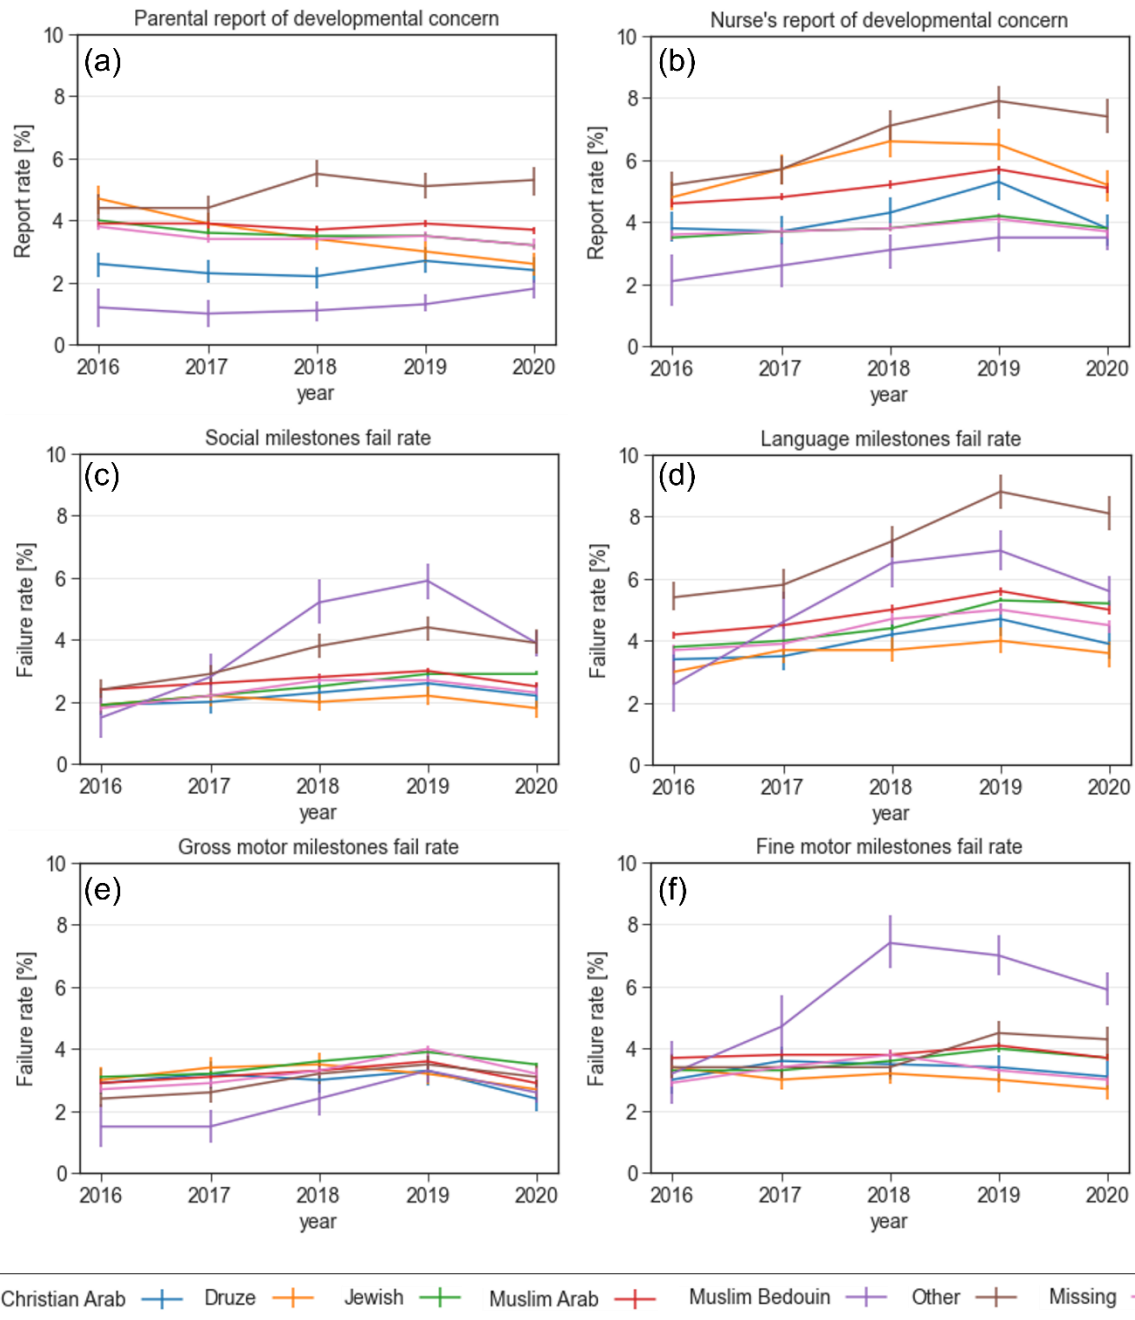 Parental report of developmental concern
(a)
Report rate [%]
10
8
6
4
2
0
2016 2017 2018 2019 2020
year
Nurse's report of developmental concern
(b)
Report rate [%]
10
8
6
4
2
0
2016 2017 2018 2019 2020
year
Social milestones fail rate
(c)
Failure rate [%]
10
8
6
4
2
0
2016 2017 2018 2019 2020
year
Language milestones fail rate
(d)
Failure rate [%]
10
8
6
4
2
0
2016 2017 2018 2019 2020
year
Gross motor milestones fail rate
(e)
Failure rate [%]
10
8
6
4
2
0
2016 2017 2018 2019 2020
year
Fine motor milestones fail rate
(f)
Failure rate [%]
10
8
6
4
2
0
2016 2017 2018 2019 2020
year
Christian Arab Druze Jewish Muslim Arab Muslim Bedouin Other Missing